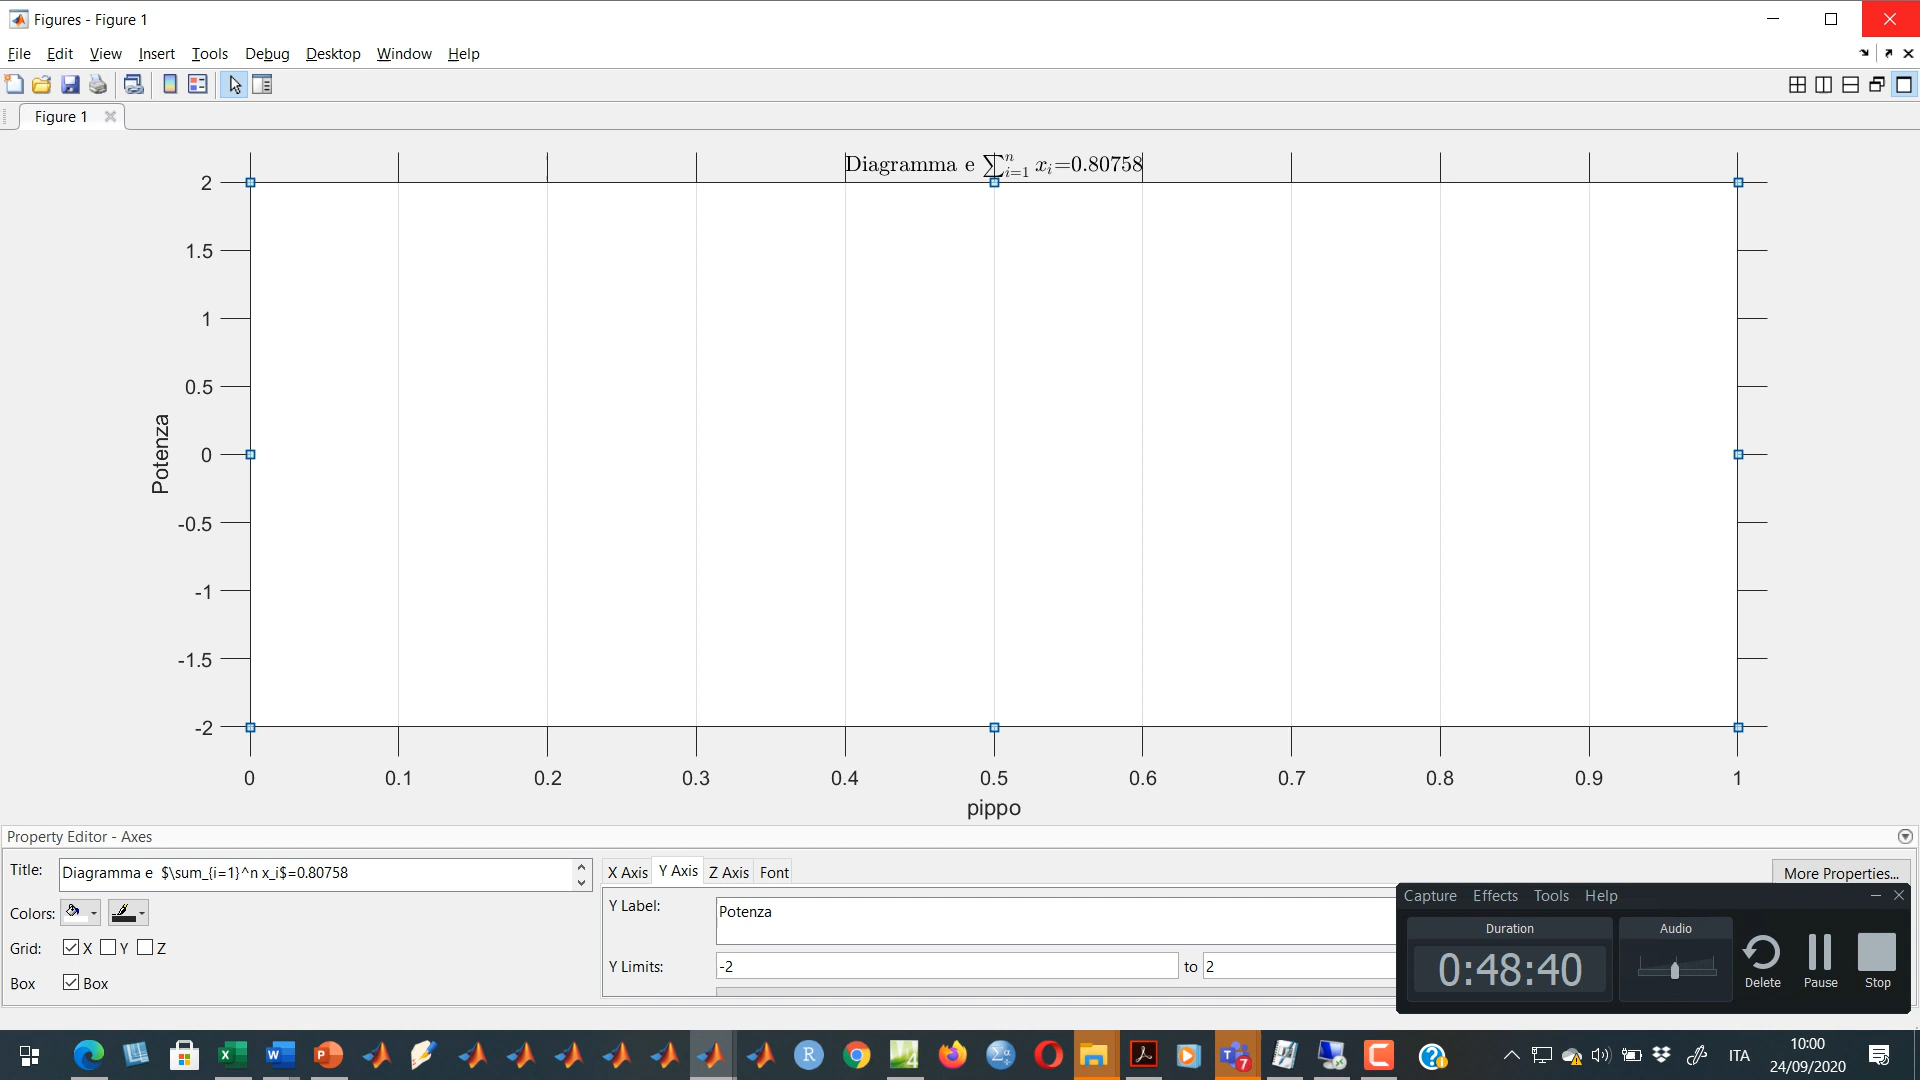 Figures - Figure 1
File Edit View Insert Tools Debug Desktop Window Help
Figure 1
Diagramma e ∑ⁿᵢ₌₁ xᵢ=0.80758
2
1.5
1
0.5
0
-0.5
-1
-1.5
-2
Potenza
0 0.1 0.2 0.3 0.4 0.5 0.6 0.7 0.8 0.9 1
pippo
Property Editor - Axes
Title: Diagramma e $\sum_{i=1}^n x_i$=0.80758
Colors:
Grid: X Y Z
Box Box
X Axis Y Axis Z Axis Font
More Properties...
Y Label: Potenza
Y Limits: -2 to 2
Capture Effects Tools Help
Duration
0:48:40
Audio
Delete Pause Stop
ITA
10:00
24/09/2020